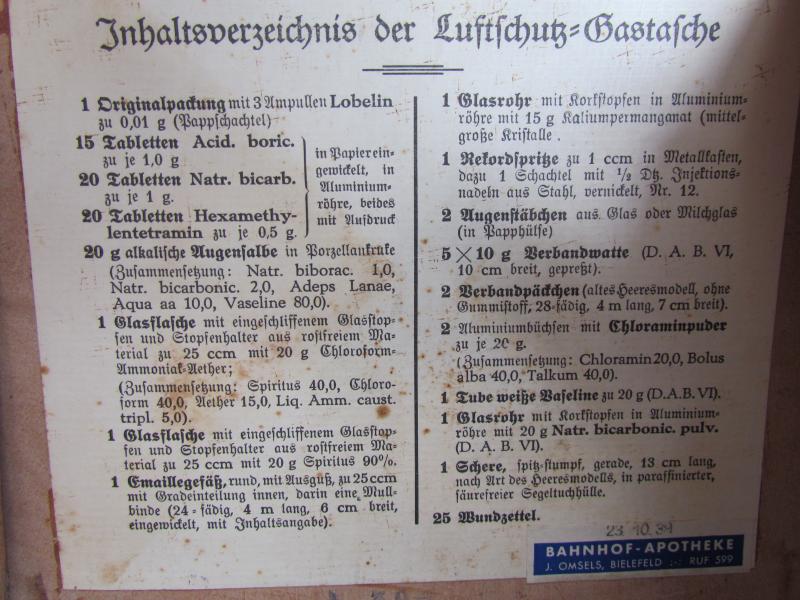 Inhaltsverzeichnis der Luftschutz=Gastasche
1 Originalpackung mit 3 Ampullen Lobelin
zu 0,01 g (Pappschachtel)
15 Tabletten Acid. boric.
zu je 1,0 g
20 Tabletten Natr. bicarb.
zu je 1 g.
20 Tabletten Hexamethy-
lentetramin zu je 0,5 g.
in Papier ein-
gewickelt, in
Aluminium-
röhre, beides
mit Aufdruck
20 g alkalische Augensalbe in Porzellankruke
(Zusammensetzung: Natr. biborac. 1,0,
Natr. bicarbonic. 2,0, Adeps Lanae,
Aqua aa 10,0, Vaseline 80,0).
1 Glasflasche mit eingeschliffenem Glasstop-
fen und Stopfenhalter aus rostfreiem Ma-
terial zu 25 ccm mit 20 g Chloroform-
Ammoniak-Aether;
(Zusammensetzung: Spiritus 40,0, Chloro-
form 40,0, Aether 15,0, Liq. Amm. caust.
tripl. 5,0).
1 Glasflasche mit eingeschliffenem Glasstop-
fen und Stopfenhalter aus rostfreiem Ma-
terial zu 25 ccm mit 20 g Spiritus 90%.
1 Emaillegefäß, rund, mit Ausguß, zu 25 ccm
mit Gradeinteilung innen, darin eine Mull-
binde (24-fädig, 4 m lang, 6 cm breit,
eingewickelt, mit Inhaltsangabe).
1 Glasrohr mit Korkstopfen in Aluminium-
röhre mit 15 g Kaliumpermanganat (mittel-
große Kristalle.
1 Rekordspritze zu 1 ccm in Metallkasten,
dazu 1 Schachtel mit 1/2 Dtz. Injektions-
nadeln aus Stahl, vernickelt, Nr. 12.
2 Augenstäbchen aus Glas oder Milchglas
(in Papphülse)
5 × 10 g Verbandwatte (D. A. B. VI,
10 cm breit, gepreßt).
2 Verbandpäckchen (altes Heeresmodell, ohne
Gummistoff, 28-fädig, 4 m lang, 7 cm breit).
2 Aluminiumbüchsen mit Chloraminpuder
zu je 20 g.
(Zusammensetzung: Chloramin 20,0, Bolus
alba 40,0, Talkum 40,0).
1 Tube weiße Vaseline zu 20 g (D.A.B. VI).
1 Glasrohr mit Korkstopfen in Aluminium-
röhre mit 20 g Natr. bicarbonic. pulv.
(D. A. B. VI).
1 Schere, spitz-stumpf, gerade, 13 cm lang,
nach Art des Heeresmodells, in paraffinierter,
säurefreier Segeltuchhülle.
25 Wundzettel.
23. 10. 39
BAHNHOF-APOTHEKE
J. OMSELS, BIELEFELD :-: RUF 599